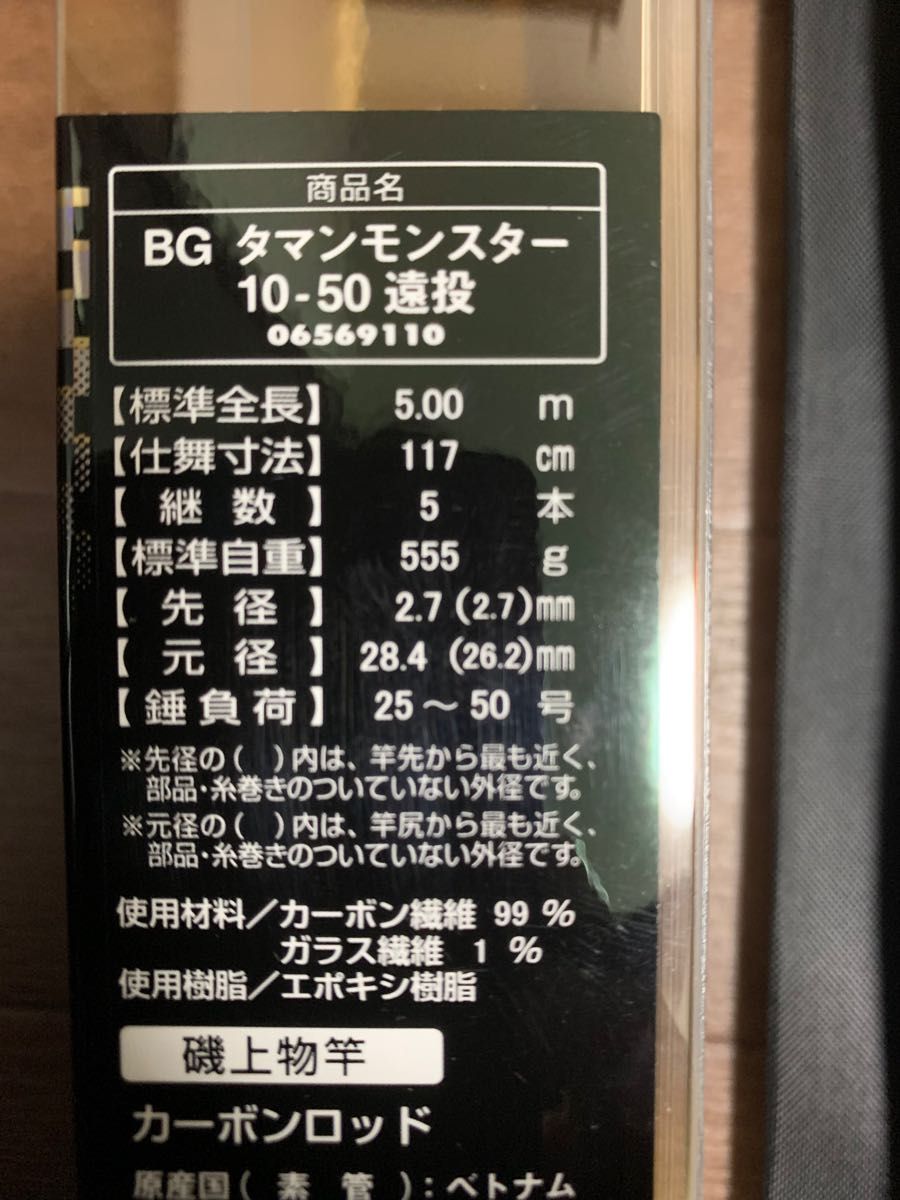 商品名
BG タマンモンスター
10-50 遠投
06569110
【標準全長】 5.00 m
【仕舞寸法】 117 cm
【継数】 5 本
【標準自重】 555 g
【先径】 2.7 (2.7)mm
【元径】 28.4 (26.2)mm
【錘負荷】 25～50 号
※先径の( )内は、竿先から最も近く、
部品・糸巻きのついていない外径です。
※元径の( )内は、竿尻から最も近く、
部品・糸巻きのついていない外径です。
使用材料／カーボン繊維 99 %
ガラス繊維 1 %
使用樹脂／エポキシ樹脂
磯上物竿
カーボンロッド
原産国(素管):ベトナム